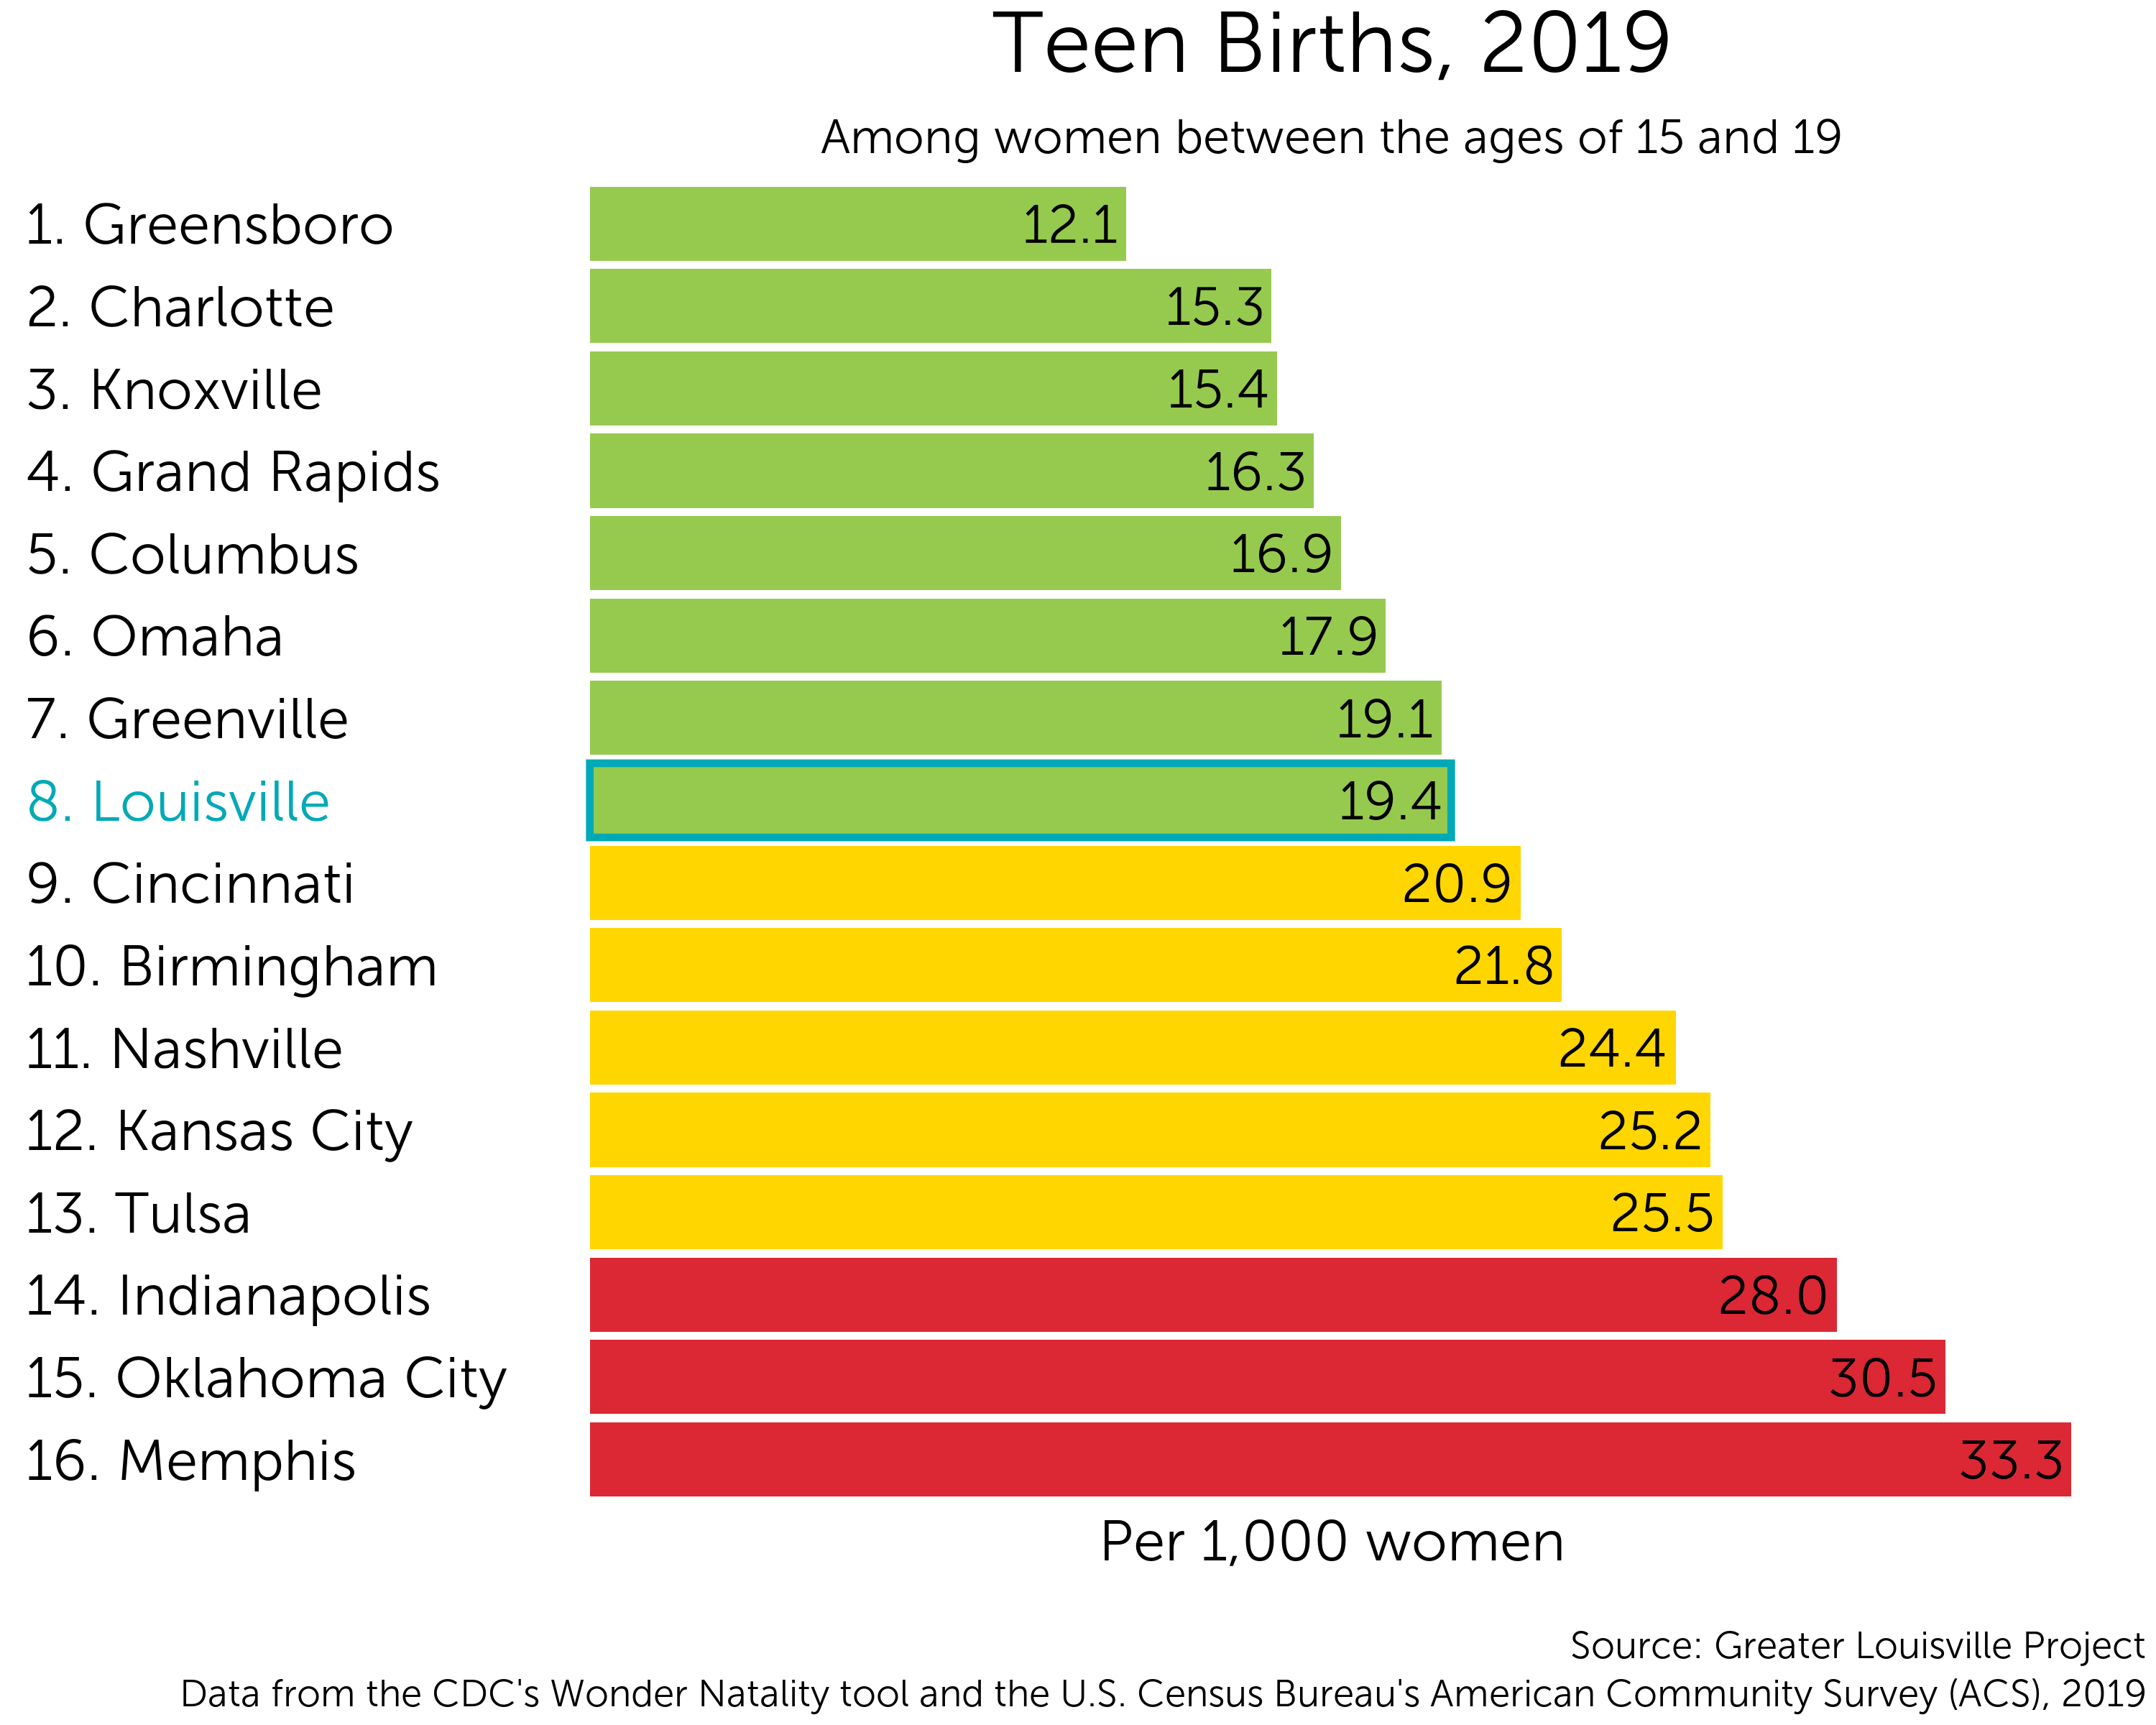 Teen Births, 2019
Among women between the ages of 15 and 19
1. Greensboro 12.1
2. Charlotte 15.3
3. Knoxville 15.4
4. Grand Rapids 16.3
5. Columbus 16.9
6. Omaha 17.9
7. Greenville 19.1
8. Louisville 19.4
9. Cincinnati 20.9
10. Birmingham 21.8
11. Nashville 24.4
12. Kansas City 25.2
13. Tulsa 25.5
14. Indianapolis 28.0
15. Oklahoma City 30.5
16. Memphis 33.3
Per 1,000 women
Source: Greater Louisville Project
Data from the CDC's Wonder Natality tool and the U.S. Census Bureau's American Community Survey (ACS), 2019